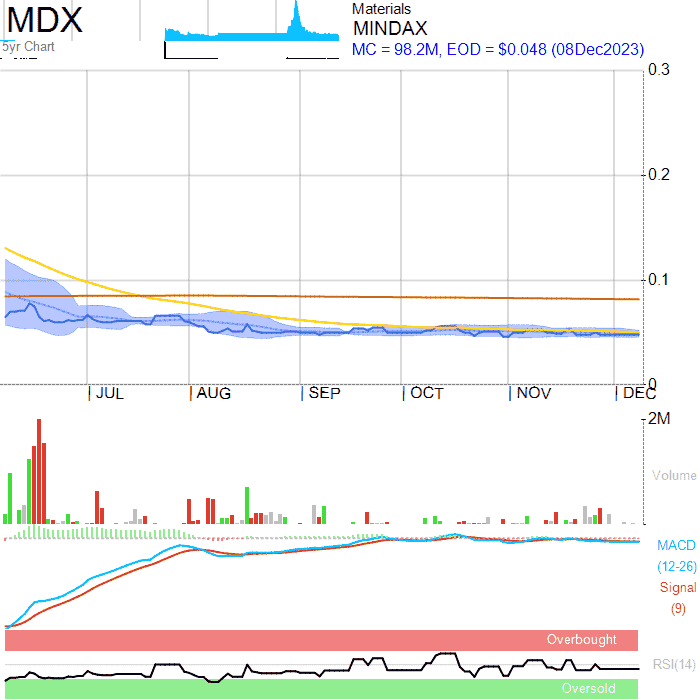 MDX
5yr Chart
Materials
MINDAX
MC = 98.2M, EOD = $0.048 (08Dec2023)
0.3
0.2
0.1
0
JUL AUG SEP OCT NOV DEC
2M
Volume
MACD
(12-26)
Signal
(9)
Overbought
RSI(14)
Oversold